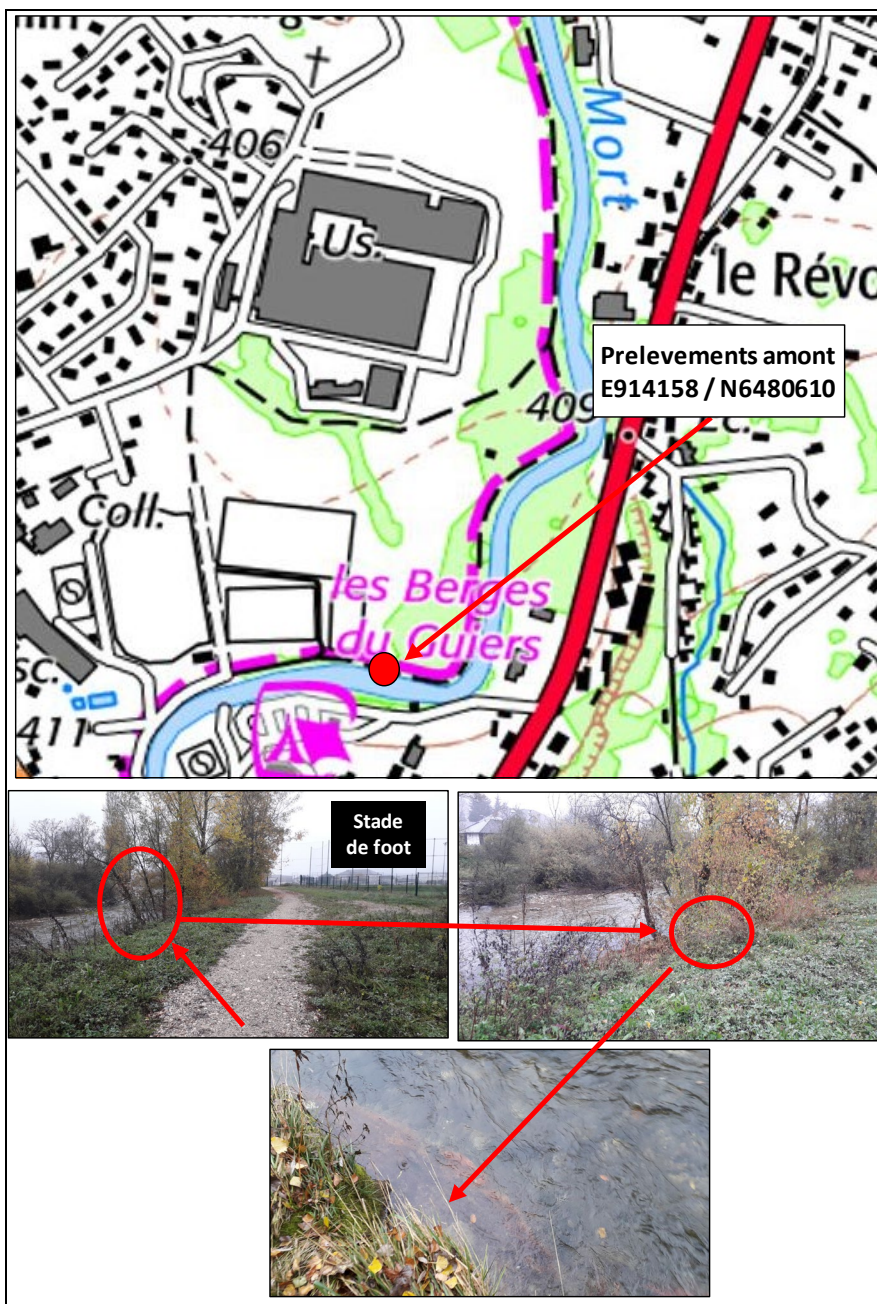 406
Us.
Mort
le Révo
Prelevements amont
E914158 / N6480610
409
Coll.
les Berges
du Guiers
sc.
411
Stade
de foot